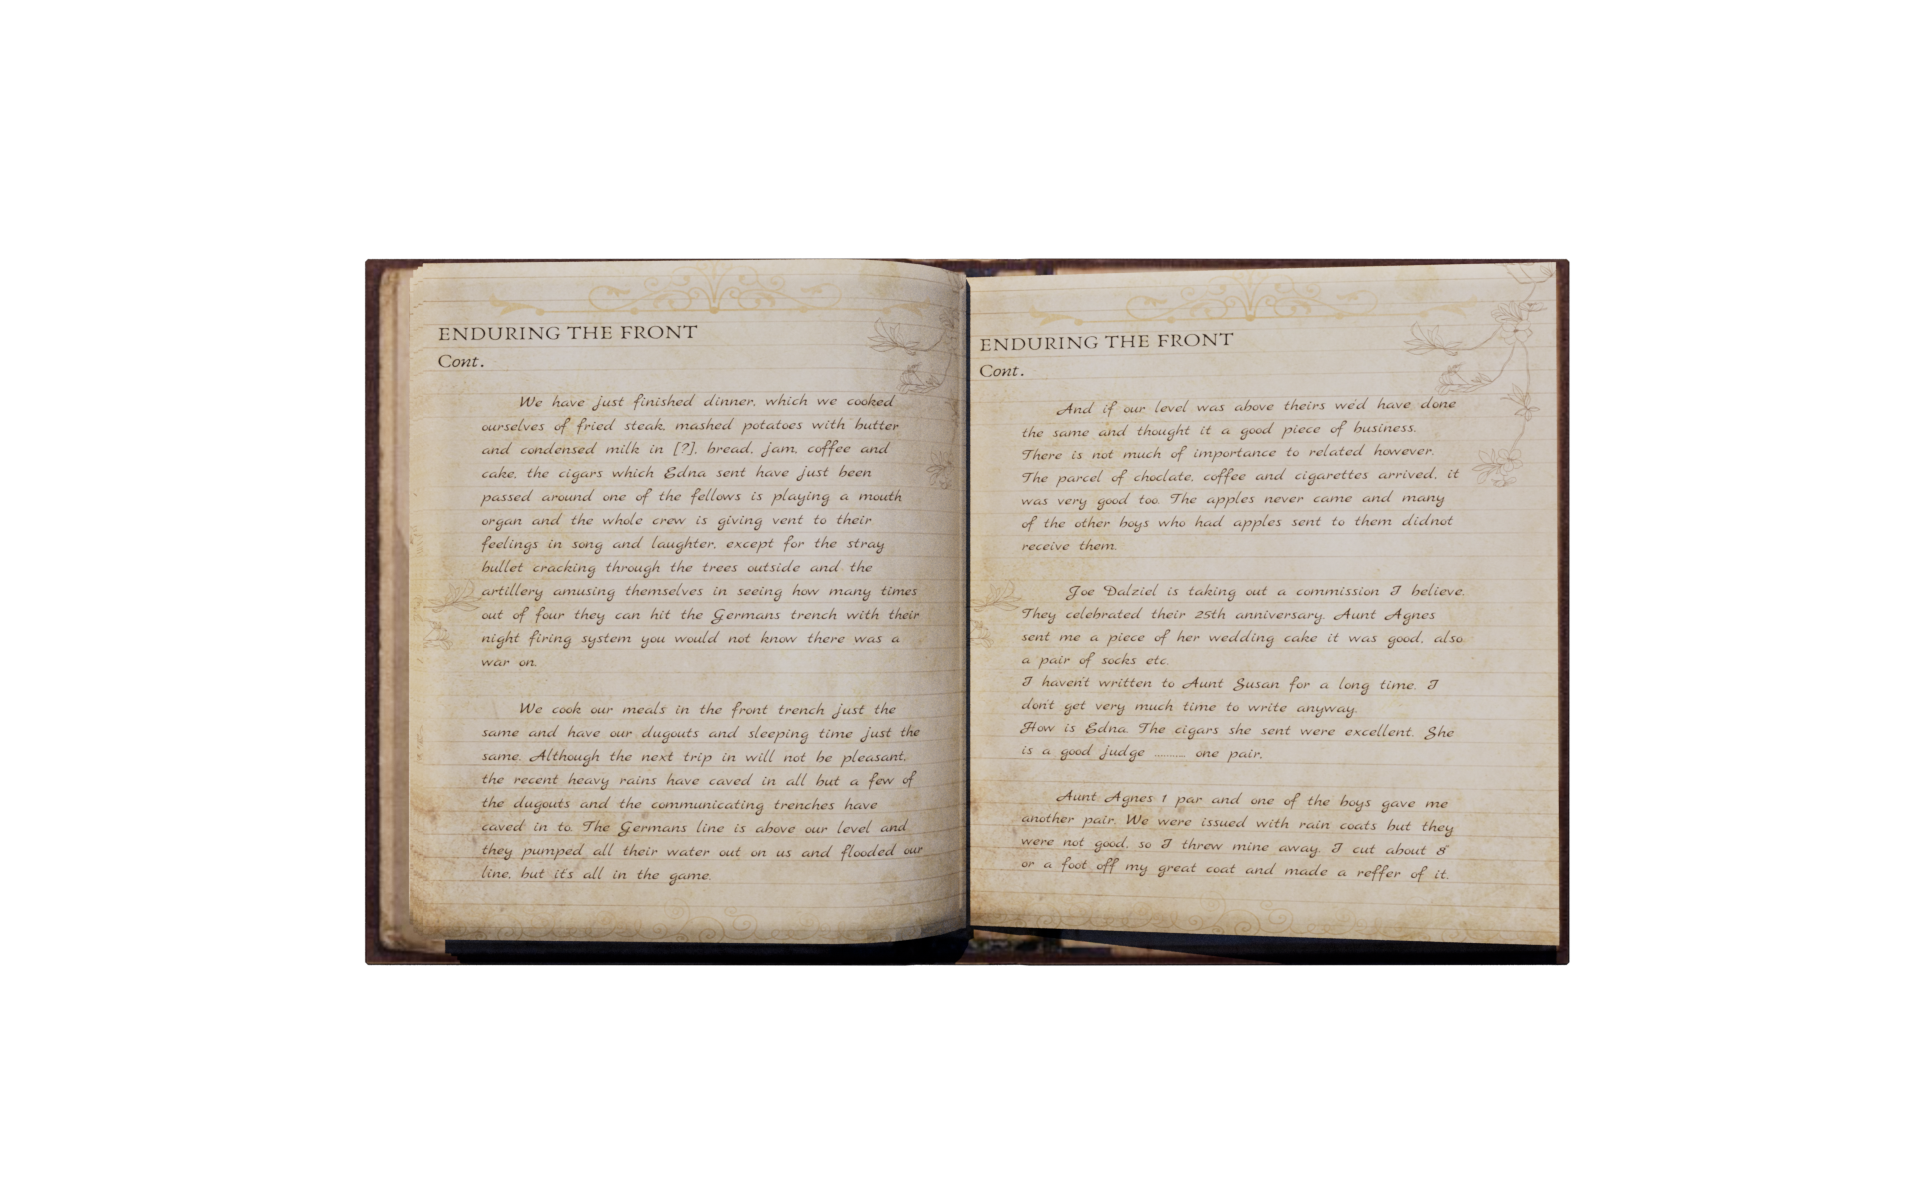 ENDURING THE FRONT
Cont.
We have just finished dinner, which we cooked
ourselves of fried steak, mashed potatoes with butter
and condensed milk in [?], bread, jam, coffee and
cake, the cigars which Edna sent have just been
passed around one of the fellows is playing a mouth
organ and the whole crew is giving vent to their
feelings in song and laughter, except for the stray
bullet cracking through the trees outside and the
artillery amusing themselves in seeing how many times
out of four they can hit the Germans trench with their
night firing system you would not know there was a
war on.
We cook our meals in the front trench just the
same and have our dugouts and sleeping time just the
same. Although the next trip in will not be pleasant,
the recent heavy rains have caved in all but a few of
the dugouts and the communicating trenches have
caved in to. The Germans line is above our level and
they pumped all their water out on us and flooded our
line, but it's all in the game.
ENDURING THE FRONT
Cont.
And if our level was above theirs we'd have done
the same and thought it a good piece of business.
There is not much of importance to related however.
The parcel of choclate, coffee and cigarettes arrived, it
was very good too. The apples never came and many
of the other boys who had apples sent to them didnot
receive them.
Joe Dalziel is taking out a commission I believe.
They celebrated their 25th anniversary. Aunt Agnes
sent me a piece of her wedding cake it was good, also
a pair of socks etc.
I haven't written to Aunt Susan for a long time. I
don't get very much time to write anyway.
How is Edna. The cigars she sent were excellent. She
is a good judge .......... one pair.
Aunt Agnes 1 par and one of the boys gave me
another pair. We were issued with rain coats but they
were not good, so I threw mine away. I cut about 8
or a foot off my great coat and made a reffer of it.